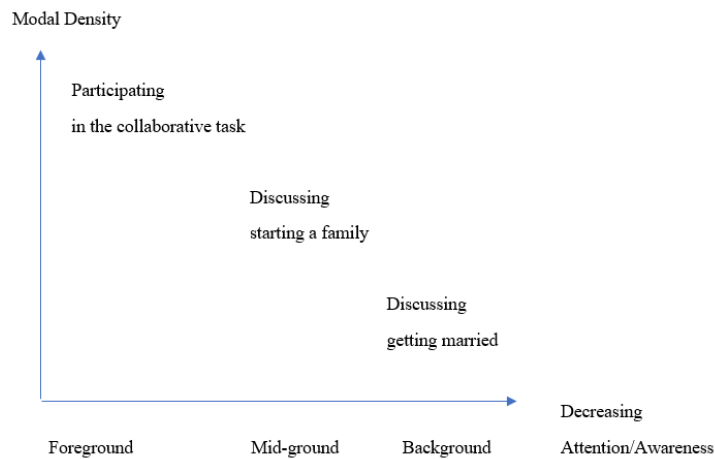 Modal Density
Participating
in the collaborative task
Discussing
starting a family
Discussing
getting married
Decreasing
Foreground Mid-ground Background Attention/Awareness